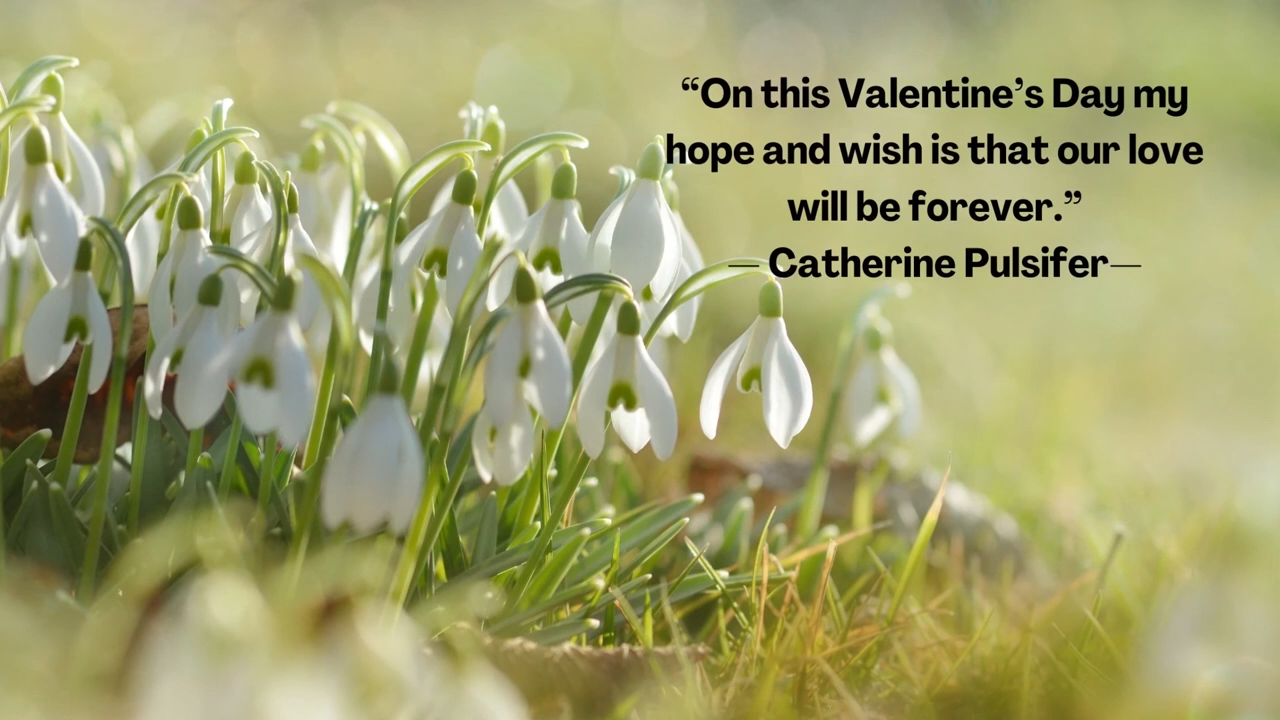 “On this Valentine’s Day my
hope and wish is that our love
will be forever.”
— Catherine Pulsifer—